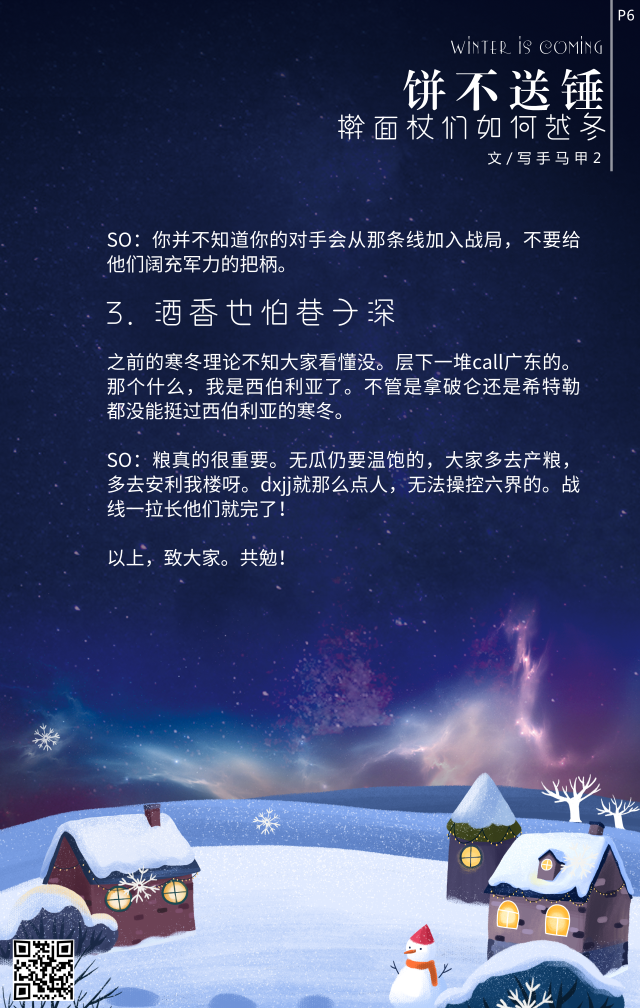 P6
WINTER IS COMING
饼不送锤
擀面杖们如何越冬
文/写手马甲2
SO：你并不知道你的对手会从那条线加入战局，不要给
他们阔充军力的把柄。
3. 酒香也怕巷子深
之前的寒冬理论不知大家看懂没。层下一堆call广东的。
那个什么，我是西伯利亚了。不管是拿破仑还是希特勒
都没能挺过西伯利亚的寒冬。
SO：粮真的很重要。无瓜仍要温饱的，大家多去产粮，
多去安利我楼呀。dxjj就那么点人，无法操控六界的。战
线一拉长他们就完了！
以上，致大家。共勉！